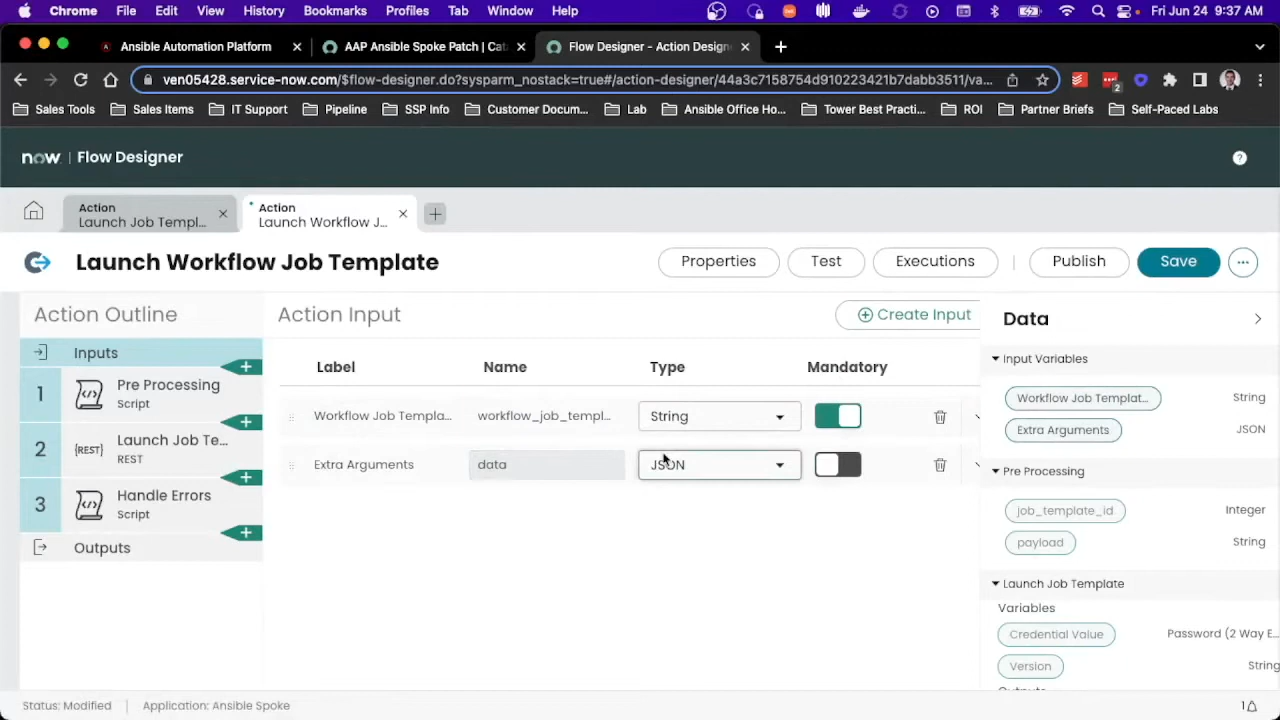 Chrome File Edit View History Bookmarks Profiles Tab Window Help Fri Jun 24 9:37 AM
Ansible Automation Platform
AAP Ansible Spoke Patch | Cat
Flow Designer - Action Design
ven05428.service-now.com/$flow-designer.do?sysparm_nostack=true#/action-designer/44a3c7158754d910223421b7dabb3511/va...
2
Sales Tools Sales Items IT Support Pipeline SSP Info Customer Docum... Lab Ansible Office Ho... Tower Best Practi... ROI Partner Briefs Self-Paced Labs
now | Flow Designer
?
Action
Launch Job Templ...
Action
Launch Workflow J...
Launch Workflow Job Template
Properties Test Executions Publish Save
Action Outline
Inputs
1 Pre Processing
Script
2 {REST} Launch Job Te...
REST
3 Handle Errors
Script
Outputs
Action Input
Create Input
Label Name Type Mandatory
Workflow Job Templa... workflow_job_templ... String
Extra Arguments data JSON
Data
Input Variables
Workflow Job Templat... String
Extra Arguments JSON
Pre Processing
job_template_id Integer
payload String
Launch Job Template
Variables
Credential Value Password (2 Way E...
Version String
Status: Modified Application: Ansible Spoke 1